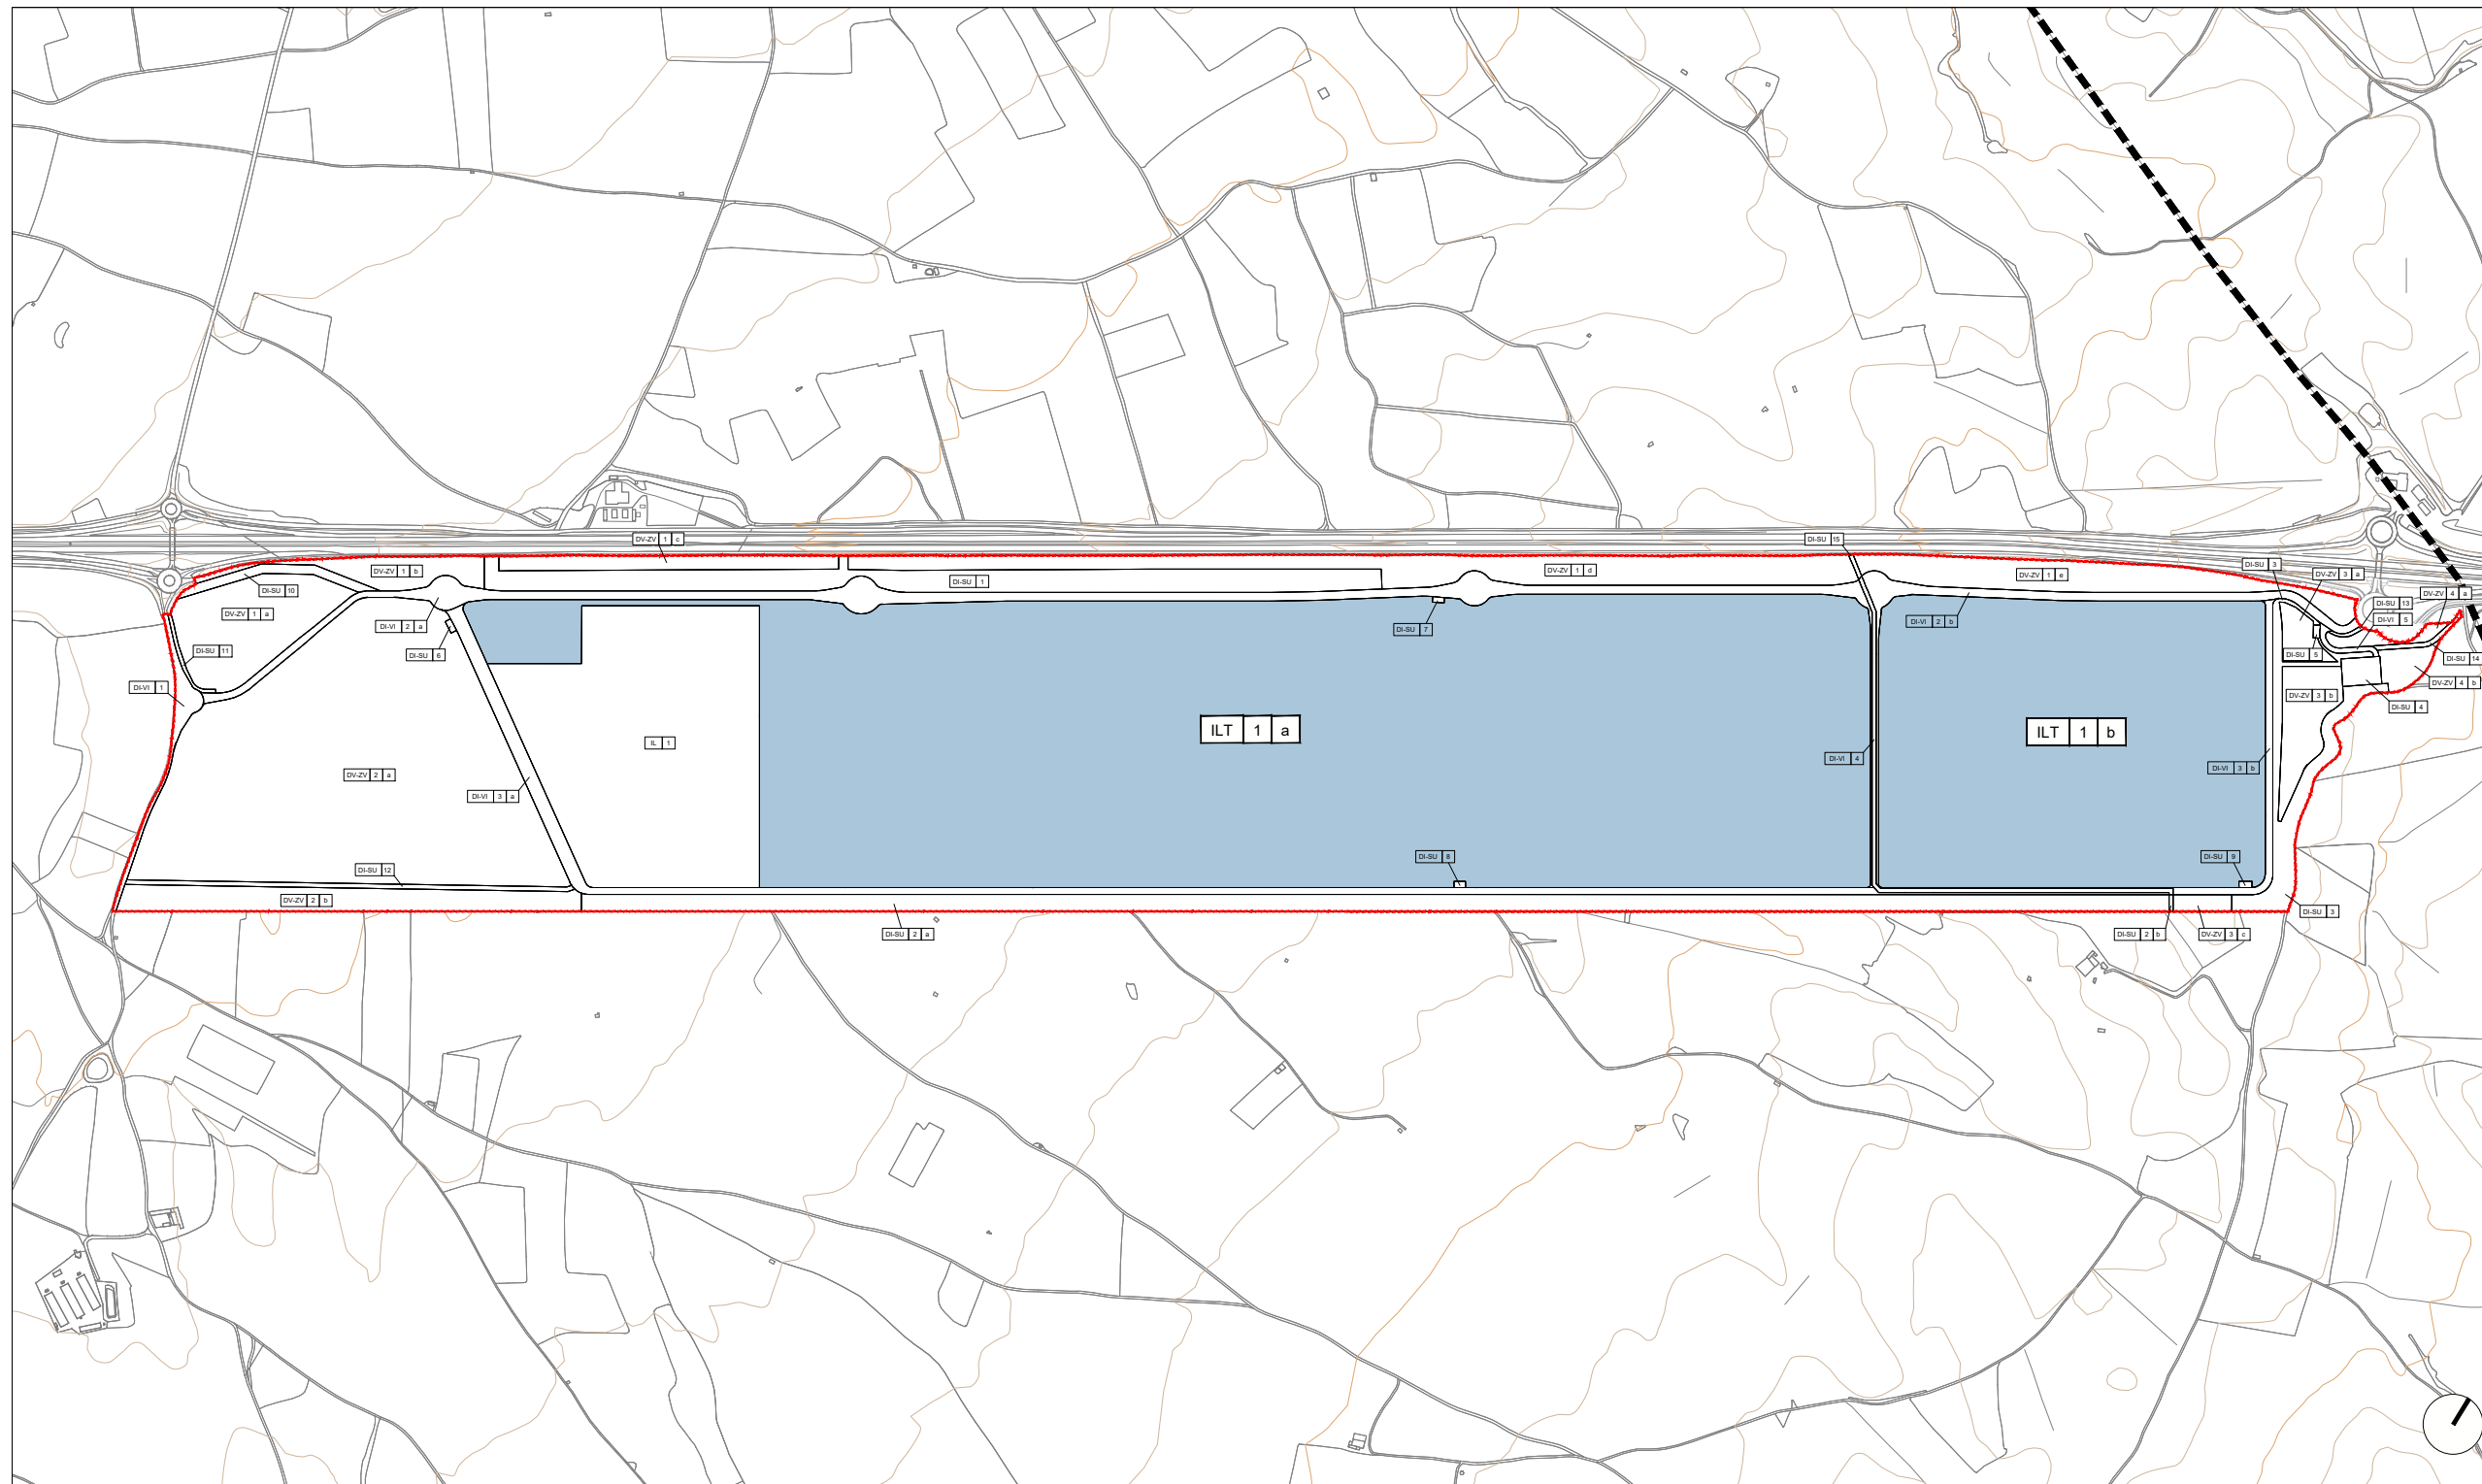 DV-ZV 1 c
DI-SU 15
DI-SU 3
DV-ZV 1 b
DI-SU 1
DV-ZV 1 d
DV-ZV 1 e
DV-ZV 3 a
DI-SU 10
DV-ZV 4 a
DI-SU 13
DV-ZV 1 a
DI-VI 5
DI-VI 2 a
DI-SU 7
DI-VI 2 b
DI-SU 11
DI-SU 6
DI-SU 5
DI-SU 14
DI-VI 1
DV-ZV 4 b
DV-ZV 3 b
DI-SU 4
ILT 1 a
ILT 1 b
IL 1
DI-VI 4
DI-VI 3 b
DV-ZV 2 a
DI-VI 3 a
DI-SU 8
DI-SU 9
DI-SU 12
DV-ZV 2 b
DI-SU 3
DI-SU 2 a
DI-SU 2 b
DV-ZV 3 c